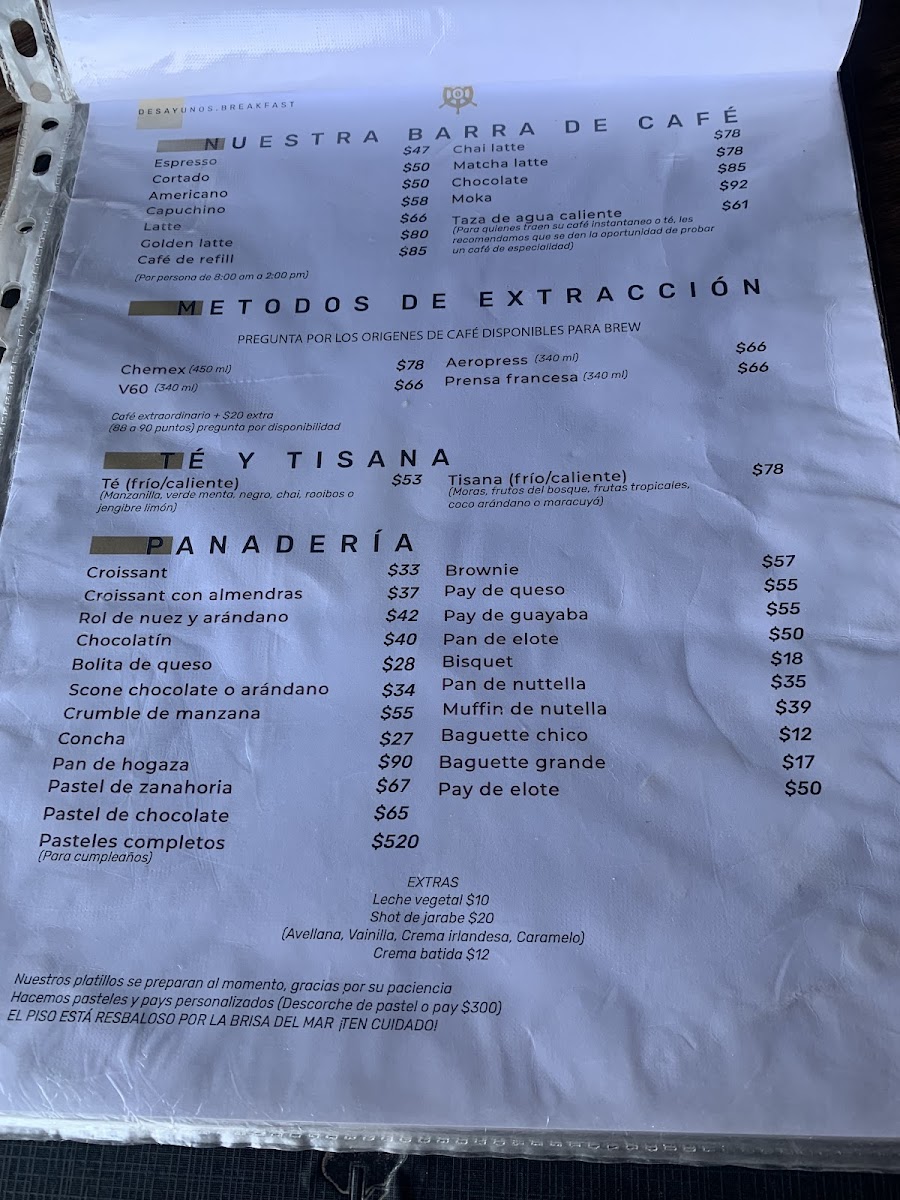 DESAYUNOS.BREAKFAST
NUESTRA BARRA DE CAFÉ
Espresso $47
Cortado $50
Americano $50
Capuchino $58
Latte $66
Golden latte $80
Café de refill $85
(Por persona de 8:00 am a 2:00 pm)
Chai latte $78
Matcha latte $78
Chocolate $85
Moka $92
Taza de agua caliente $61
(Para quienes traen su café instantaneo o té, les
recomendamos que se den la oportunidad de probar
un café de especialidad)
METODOS DE EXTRACCIÓN
PREGUNTA POR LOS ORIGENES DE CAFÉ DISPONIBLES PARA BREW
Chemex (450 ml) $78
V60 (340 ml) $66
Aeropress (340 ml) $66
Prensa francesa (340 ml) $66
Café extraordinario + $20 extra
(88 a 90 puntos) pregunta por disponibilidad
TÉ Y TISANA
Té (frío/caliente) $53
(Manzanilla, verde menta, negro, chai, rooibos o
jengibre limón)
Tisana (frío/caliente) $78
(Moras, frutos del bosque, frutas tropicales,
coco arándano o maracuyá)
PANADERÍA
Croissant $33
Croissant con almendras $37
Rol de nuez y arándano $42
Chocolatín $40
Bolita de queso $28
Scone chocolate o arándano $34
Crumble de manzana $55
Concha $27
Pan de hogaza $90
Pastel de zanahoria $67
Pastel de chocolate $65
Pasteles completos $520
(Para cumpleaños)
Brownie $57
Pay de queso $55
Pay de guayaba $55
Pan de elote $50
Bisquet $18
Pan de nuttella $35
Muffin de nutella $39
Baguette chico $12
Baguette grande $17
Pay de elote $50
EXTRAS
Leche vegetal $10
Shot de jarabe $20
(Avellana, Vainilla, Crema irlandesa, Caramelo)
Crema batida $12
Nuestros platillos se preparan al momento, gracias por su paciencia
Hacemos pasteles y pays personalizados (Descorche de pastel o pay $300)
EL PISO ESTÁ RESBALOSO POR LA BRISA DEL MAR ¡TEN CUIDADO!